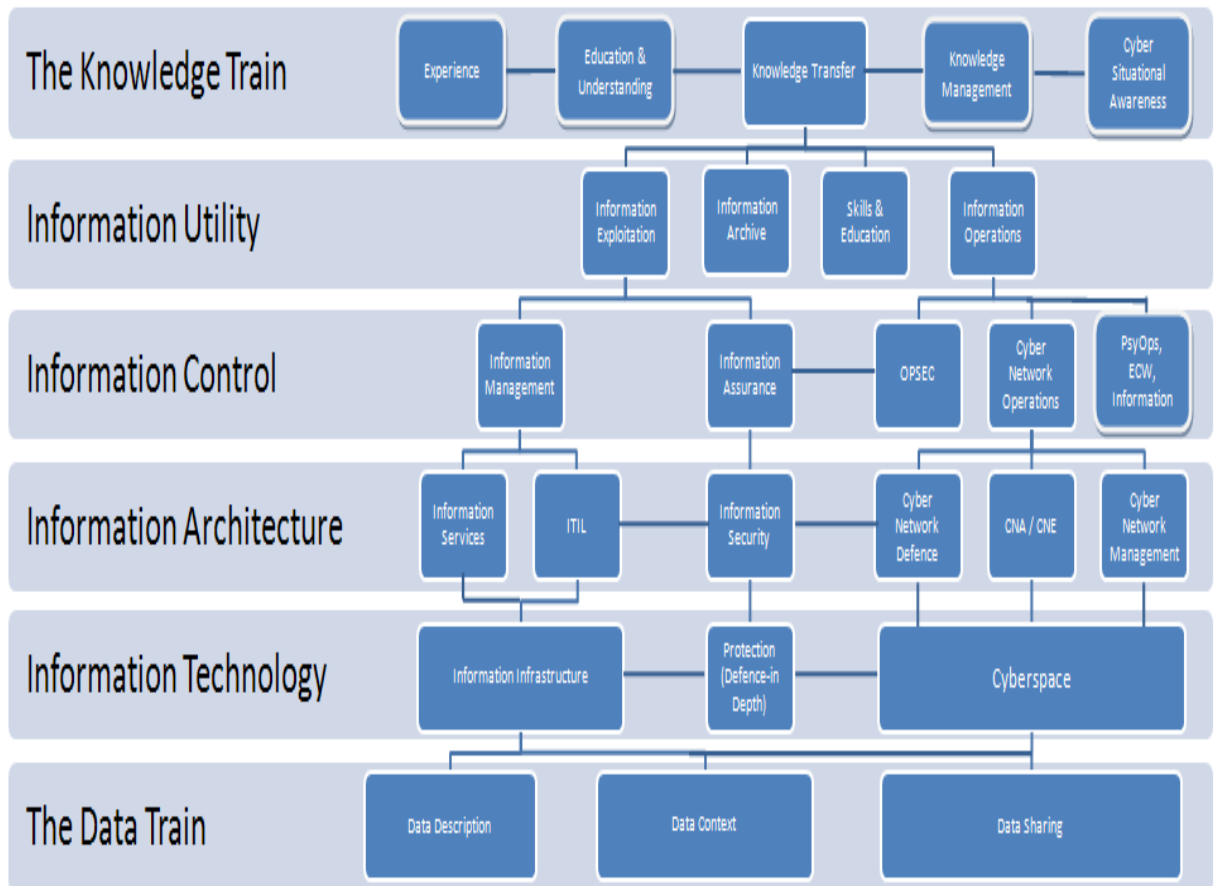 The Knowledge Train
Experience
Education &
Understanding
Knowledge Transfer
Knowledge
Management
Cyber
Situational
Awareness
Information Utility
Information
Exploitation
Information
Archive
Skills &
Education
Information
Operations
Information Control
Information
Management
Information
Assurance
OPSEC
Cyber
Network
Operations
PsyOps,
ECW,
Information
Information Architecture
Information
Services
ITIL
Information
Security
Cyber
Network
Defence
CNA / CNE
Cyber
Network
Management
Information Technology
Information Infrastructure
Protection
(Defence-in
Depth)
Cyberspace
The Data Train
Data Description
Data Context
Data Sharing